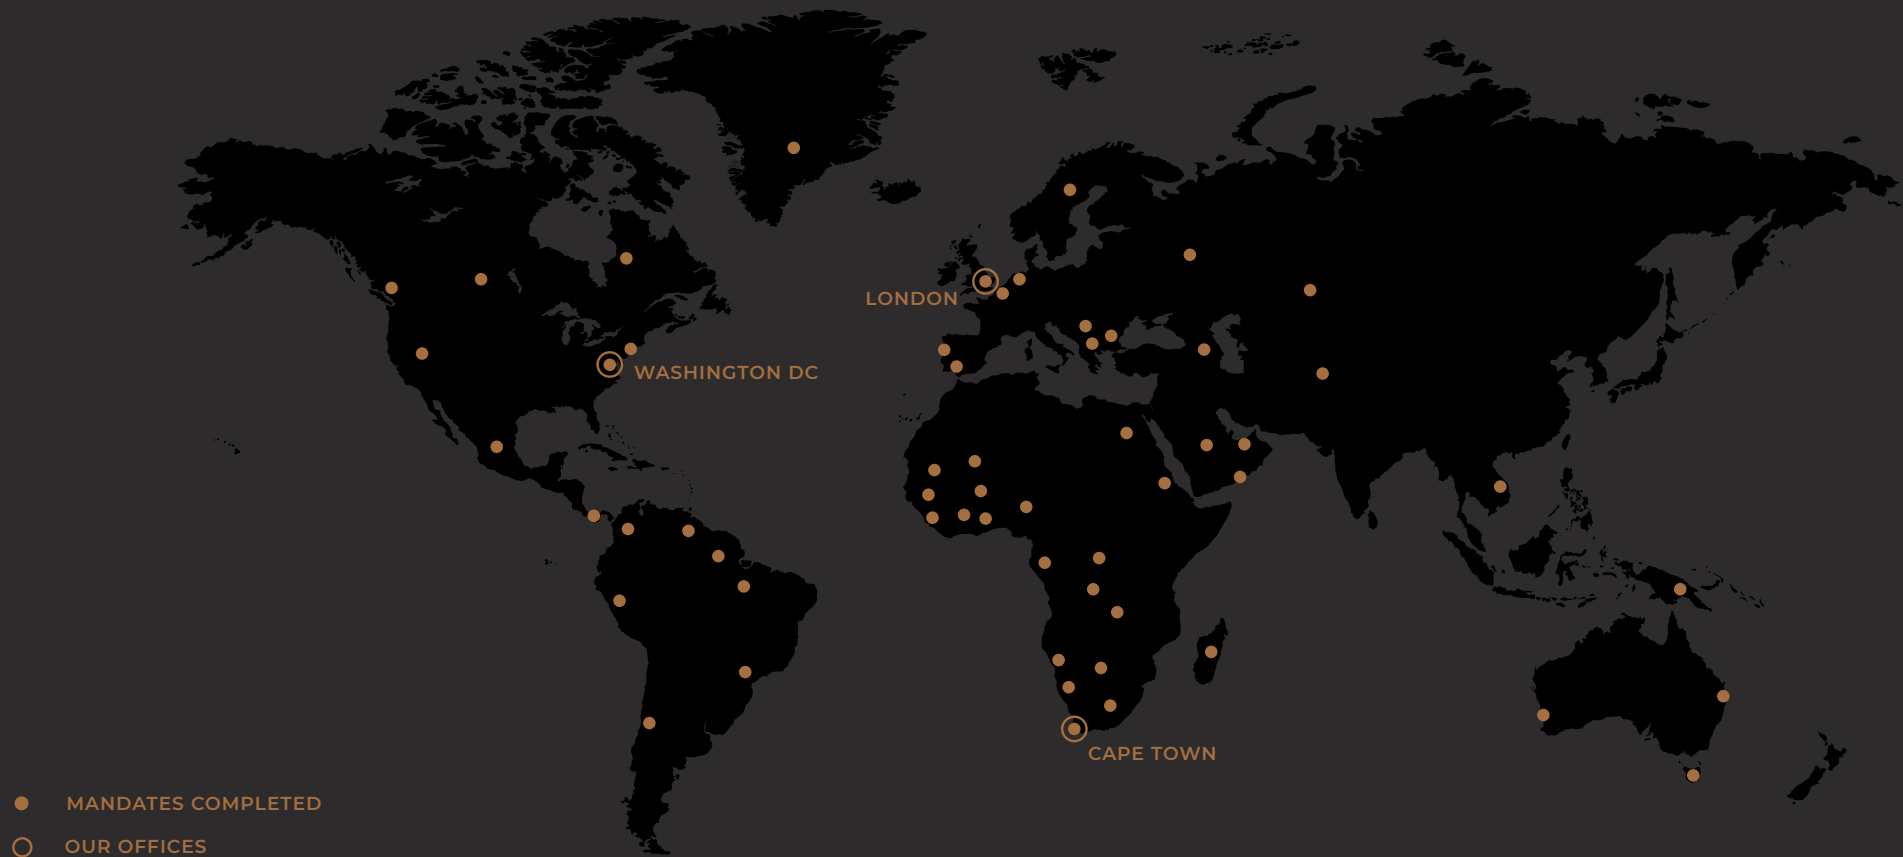 LONDON
WASHINGTON DC
CAPE TOWN
MANDATES COMPLETED
OUR OFFICES